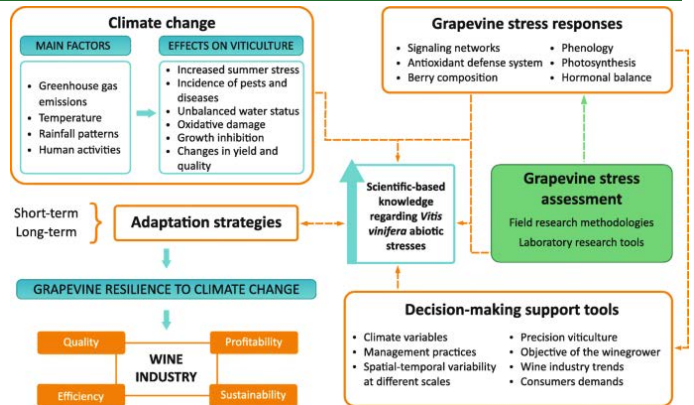 Climate change
MAIN FACTORS
• Greenhouse gas
emissions
• Temperature
• Rainfall patterns
• Human activities
EFFECTS ON VITICULTURE
• Increased summer stress
• Incidence of pests and
diseases
• Unbalanced water status
• Oxidative damage
• Growth inhibition
• Changes in yield and
quality
Grapevine stress responses
• Signaling networks
• Antioxidant defense system
• Berry composition
• Phenology
• Photosynthesis
• Hormonal balance
Scientific-based
knowledge
regarding Vitis
vinifera abiotic
stresses
Grapevine stress
assessment
Field research methodologies
Laboratory research tools
Short-term
Long-term
Adaptation strategies
GRAPEVINE RESILIENCE TO CLIMATE CHANGE
Quality
Profitability
WINE
INDUSTRY
Efficiency
Sustainability
Decision-making support tools
• Climate variables
• Management practices
• Spatial-temporal variability
at different scales
• Precision viticulture
• Objective of the winegrower
• Wine industry trends
• Consumers demands